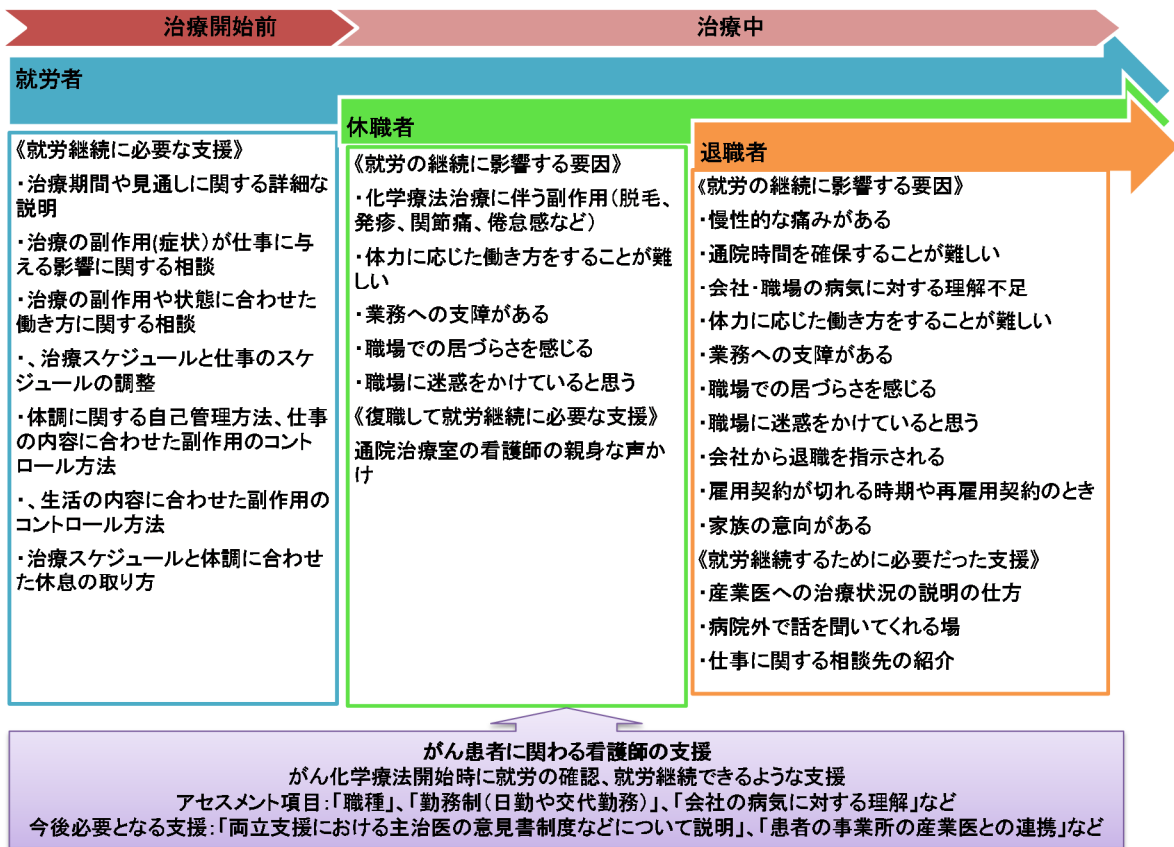 治療開始前
治療中
就労者
《就労継続に必要な支援》
・治療期間や見通しに関する詳細な
説明
・治療の副作用(症状)が仕事に与
える影響に関する相談
・治療の副作用や状態に合わせた
働き方に関する相談
・、治療スケジュールと仕事のスケ
ジュールの調整
・体調に関する自己管理方法、仕事
の内容に合わせた副作用のコント
ロール方法
・、生活の内容に合わせた副作用の
コントロール方法
・治療スケジュールと体調に合わせ
た休息の取り方
休職者
《就労の継続に影響する要因》
・化学療法治療に伴う副作用(脱毛、
発疹、関節痛、倦怠感など)
・体力に応じた働き方をすることが難
しい
・業務への支障がある
・職場での居づらさを感じる
・職場に迷惑をかけていると思う
《復職して就労継続に必要な支援》
通院治療室の看護師の親身な声か
け
退職者
《就労の継続に影響する要因》
・慢性的な痛みがある
・通院時間を確保することが難しい
・会社・職場の病気に対する理解不足
・体力に応じた働き方をすることが難しい
・業務への支障がある
・職場での居づらさを感じる
・職場に迷惑をかけていると思う
・会社から退職を指示される
・雇用契約が切れる時期や再雇用契約のとき
・家族の意向がある
《就労継続するために必要だった支援》
・産業医への治療状況の説明の仕方
・病院外で話を聞いてくれる場
・仕事に関する相談先の紹介
がん患者に関わる看護師の支援
がん化学療法開始時に就労の確認、就労継続できるような支援
アセスメント項目:「職種」、「勤務制(日勤や交代勤務)」、「会社の病気に対する理解」など
今後必要となる支援:「両立支援における主治医の意見書制度などについて説明」、「患者の事業所の産業医との連携」など